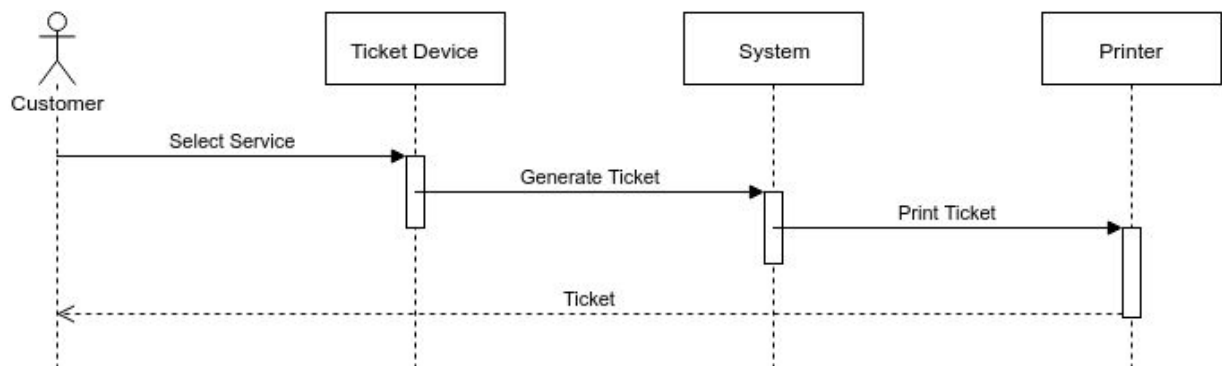 Ticket Device
System
Printer
Customer
Select Service
Generate Ticket
Print Ticket
Ticket